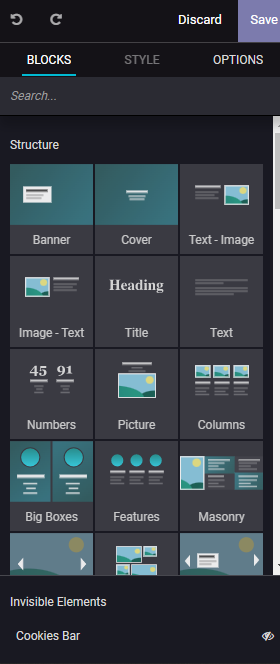 Discard Save
BLOCKS STYLE OPTIONS
Search...
Structure
Banner Cover Text - Image
Heading
Image - Text Title Text
45 91
Numbers Picture Columns
Big Boxes Features Masonry
Invisible Elements
Cookies Bar